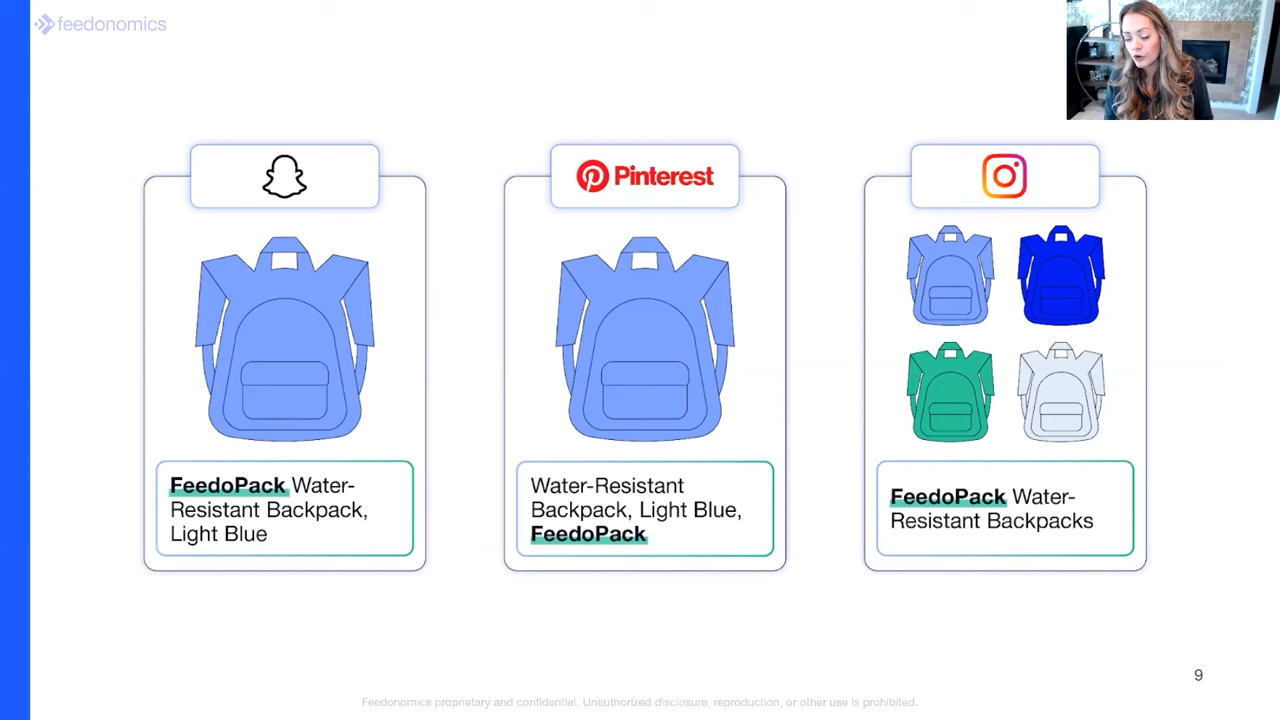 feedonomics
Pinterest
FeedoPack Water-
Resistant Backpack,
Light Blue
Water-Resistant
Backpack, Light Blue,
FeedoPack
FeedoPack Water-
Resistant Backpacks
9
Feedonomics proprietary and confidential. Unauthorized disclosure, reproduction, or other use is prohibited.